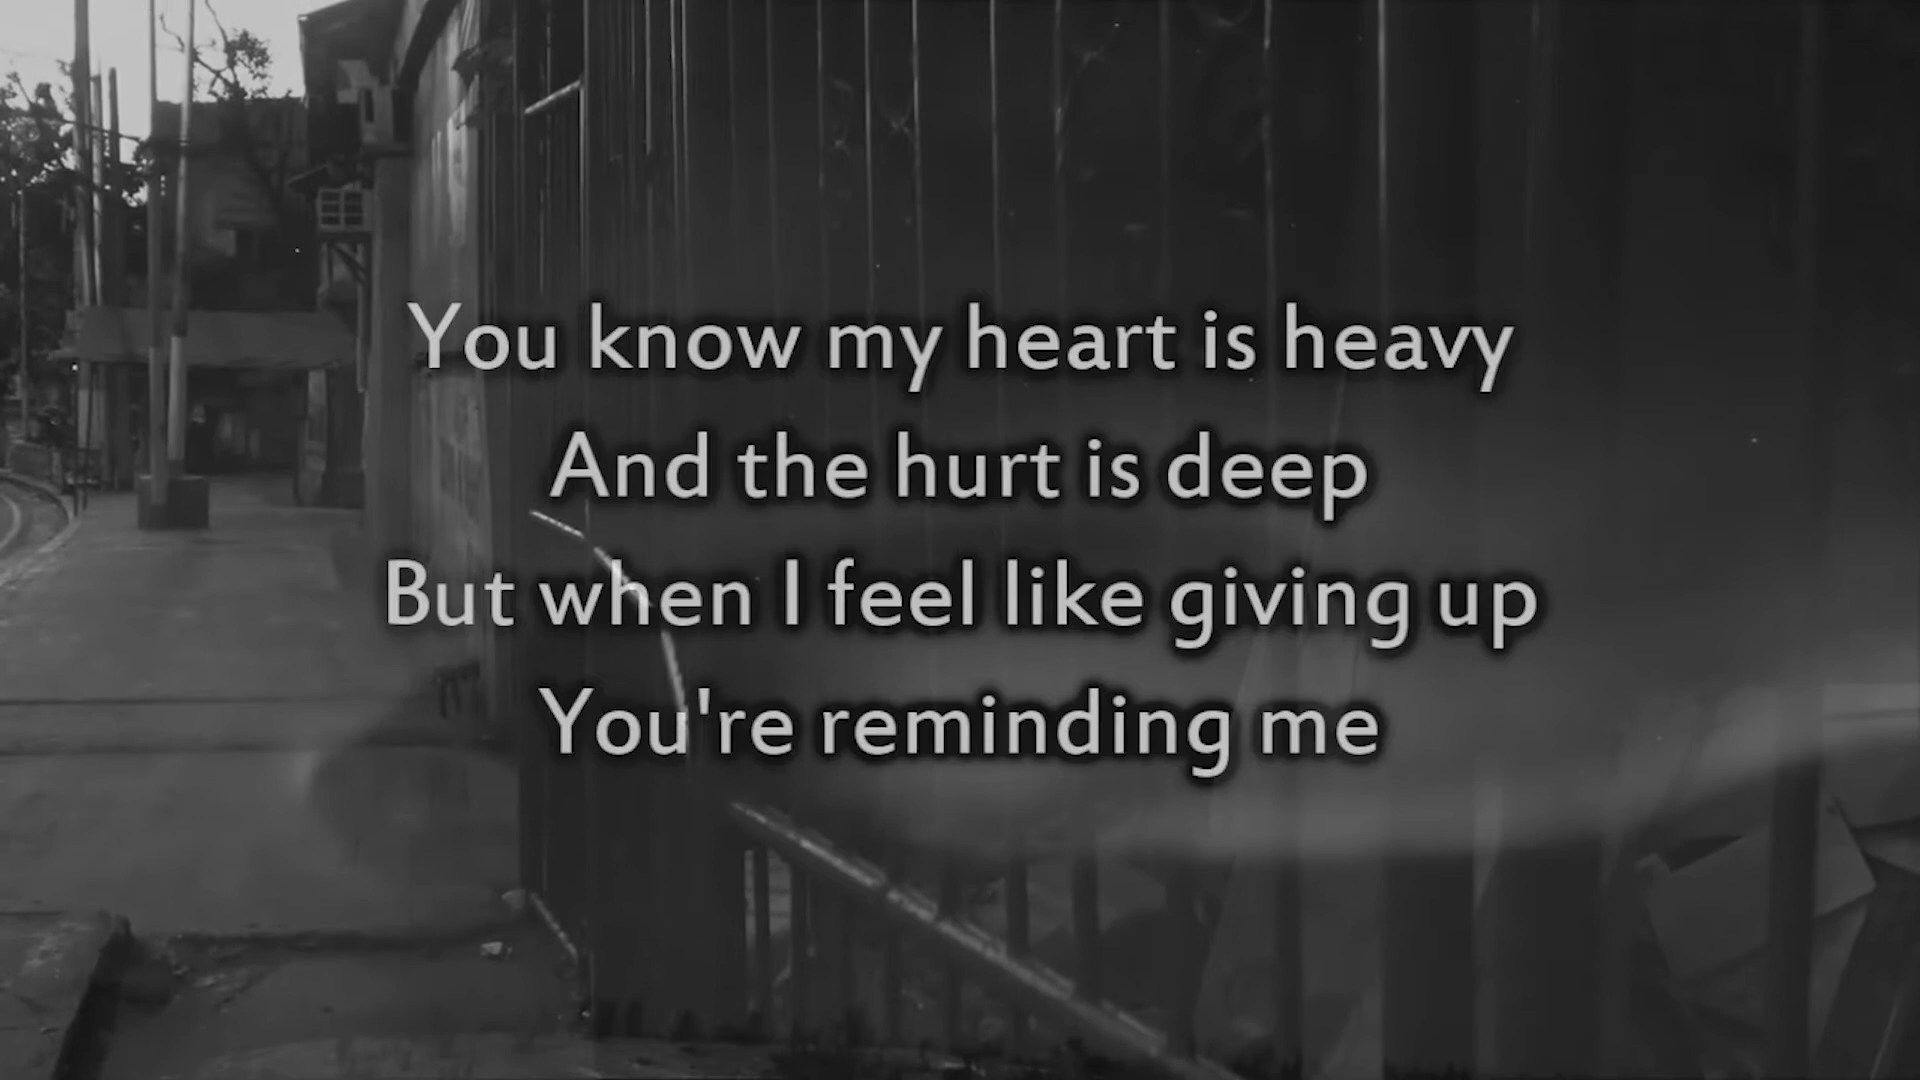 You know my heart is heavy
And the hurt is deep
But when I feel like giving up
You're reminding me